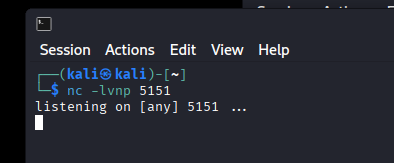 Session Actions Edit View Help
┌──(kali㉿kali)-[~]
└─$ nc -lvnp 5151
listening on [any] 5151 ...